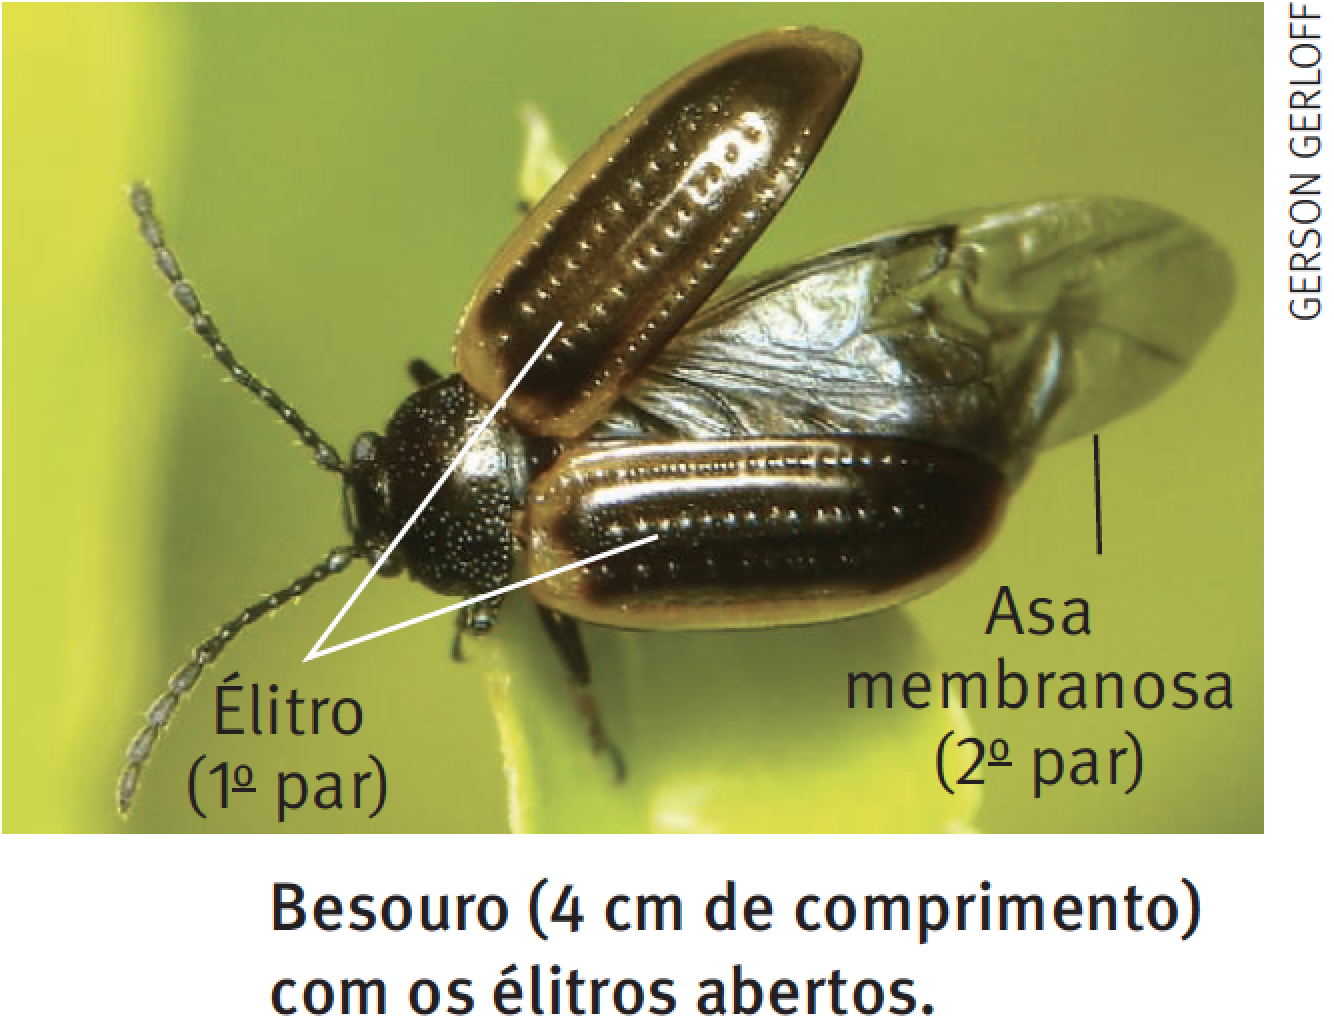 GERSON GERLOFF
Élitro
(1º par)
Asa
membranosa
(2º par)
Besouro (4 cm de comprimento)
com os élitros abertos.